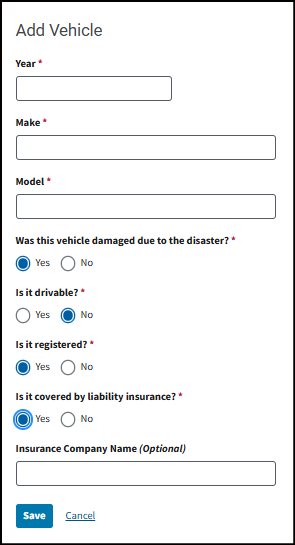 Add Vehicle
Year *
Make *
Model *
Was this vehicle damaged due to the disaster? *
Yes No
Is it drivable? *
Yes No
Is it registered? *
Yes No
Is it covered by liability insurance? *
Yes No
Insurance Company Name (Optional)
Save Cancel